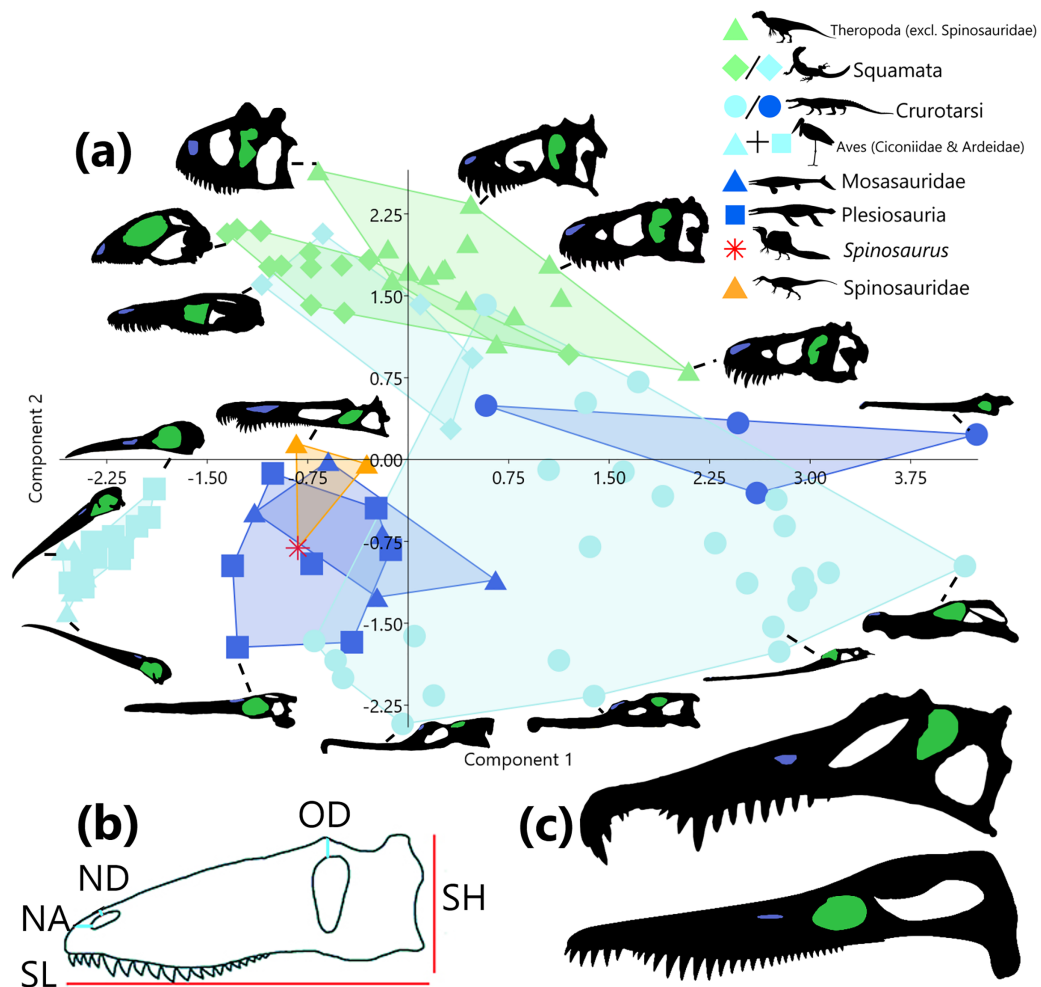 Theropoda (excl. Spinosauridae)
/ Squamata
/ Crurotarsi
+ Aves (Ciconiidae & Ardeidae)
Mosasauridae
Plesiosauria
Spinosaurus
Spinosauridae
(a)
2.25
1.50
0.75
0.00
-0.75
-1.50
-2.25
Component 2
-2.25
-1.50
-0.75
0.75
1.50
2.25
3.00
3.75
Component 1
(b)
OD
ND
NA
SH
SL
(c)